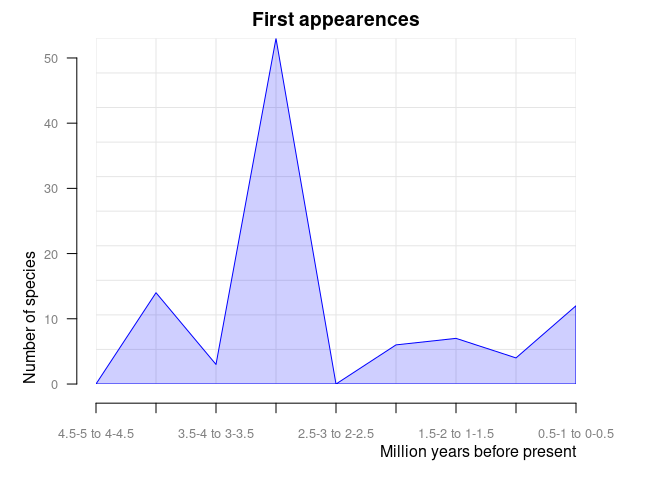 First appearences
50
40
30
20
10
0
Number of species
4.5-5 to 4-4.5 3.5-4 to 3-3.5 2.5-3 to 2-2.5 1.5-2 to 1-1.5 0.5-1 to 0-0.5
Million years before present